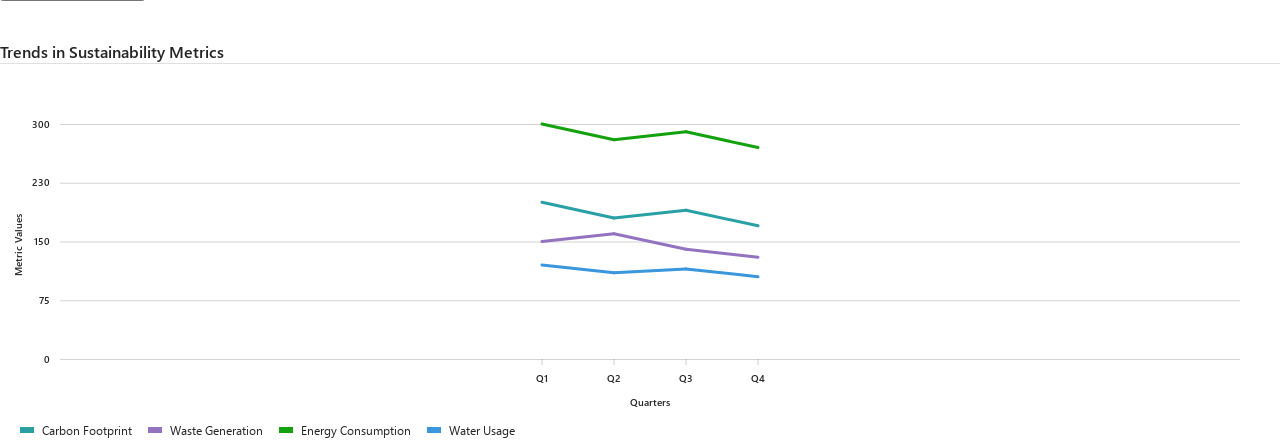 Trends in Sustainability Metrics
300
230
150
75
0
Metric Values
Q1 Q2 Q3 Q4
Quarters
Carbon Footprint Waste Generation Energy Consumption Water Usage